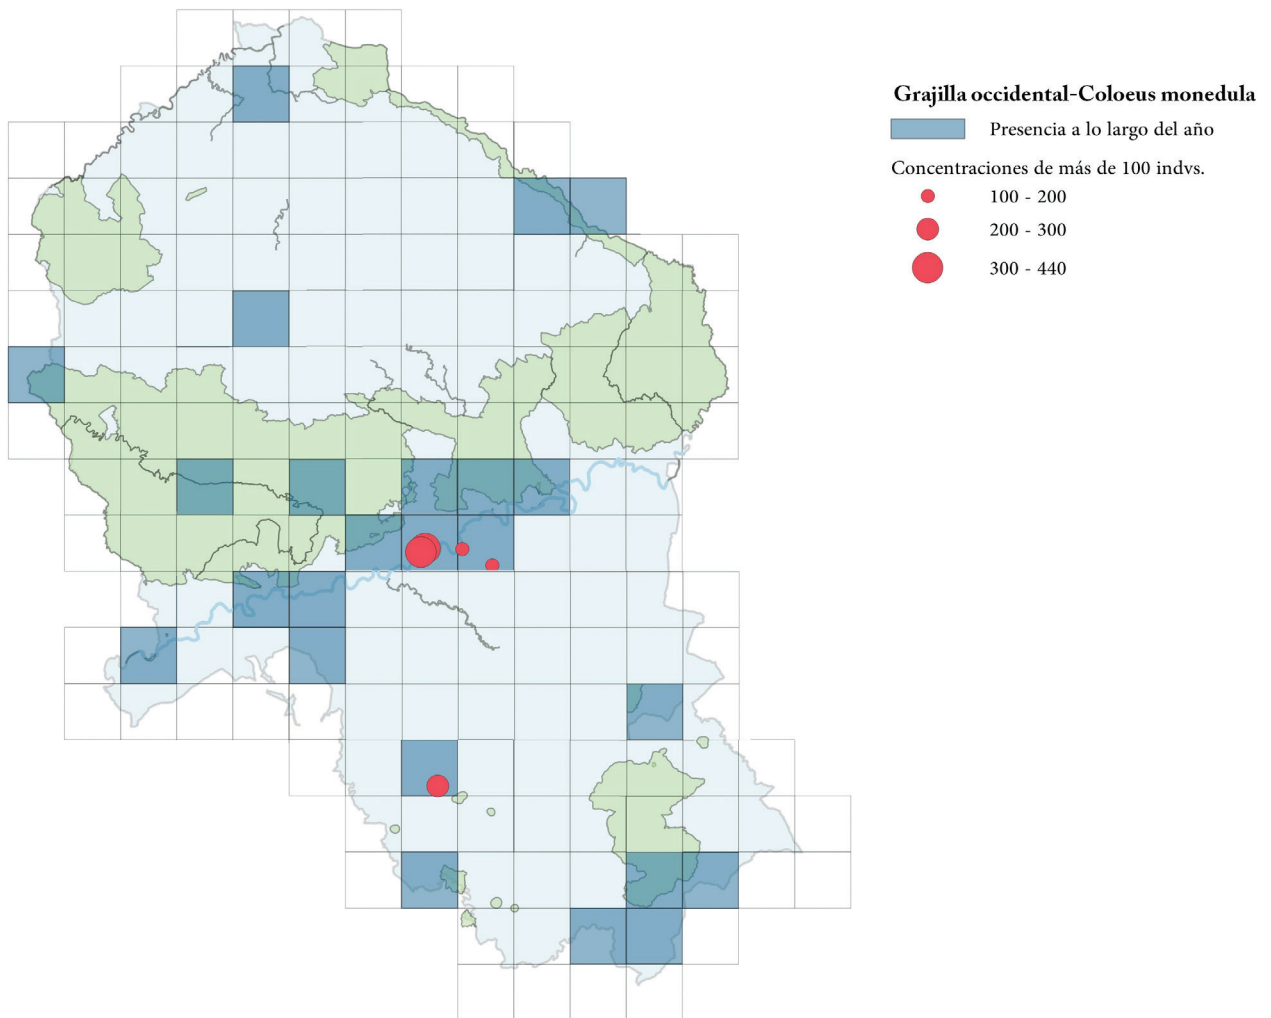 Grajilla occidental-Coloeus monedula
Presencia a lo largo del año
Concentraciones de más de 100 indvs.
100 - 200
200 - 300
300 - 440